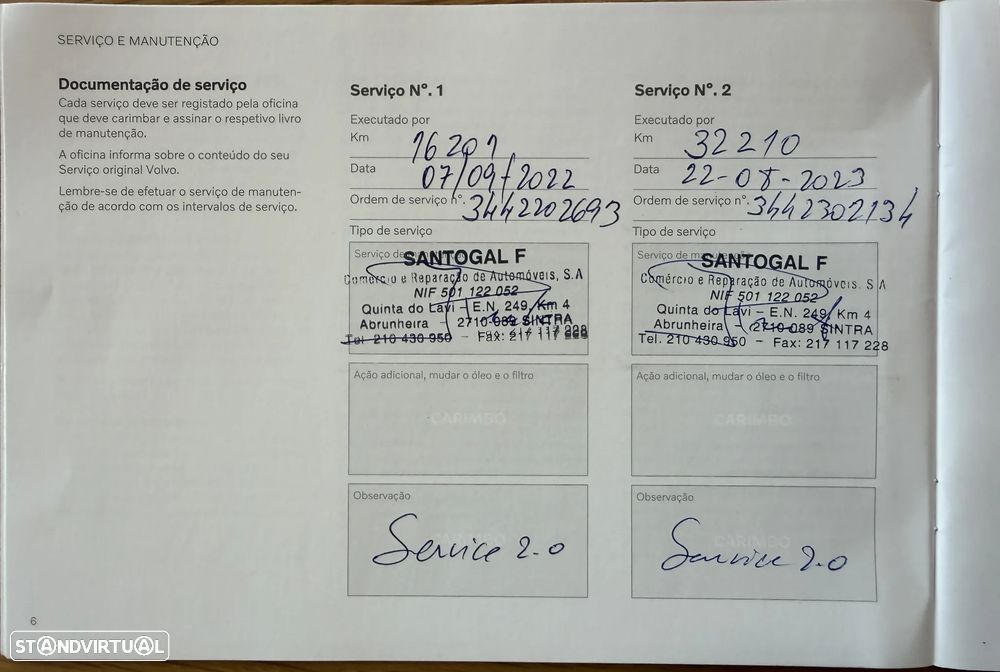 SERVIÇO E MANUTENÇÃO
Documentação de serviço
Cada serviço deve ser registado pela oficina
que deve carimbar e assinar o respetivo livro
de manutenção.
A oficina informa sobre o conteúdo do seu
Serviço original Volvo.
Lembre-se de efetuar o serviço de manuten-
ção de acordo com os intervalos de serviço.
Serviço Nº. 1
Executado por
Km 16201
Data 07/09/2022
Ordem de serviço nº. 3442202693
Tipo de serviço
Serviço de
SANTOGAL F
Comércio e Reparação de Automóveis, S.A
NIF 501 122 052
Quinta do Lavi – E.N. 249, Km 4
Abrunheira – 2710-089 SINTRA
Tel. 210 430 950 – Fax: 217 117 228
Ação adicional, mudar o óleo e o filtro
CARIMBO
Observação
Service 2.0
Serviço Nº. 2
Executado por
Km 32210
Data 22-08-2023
Ordem de serviço nº. 3442302134
Tipo de serviço
Serviço de
SANTOGAL F
Comércio e Reparação de Automóveis, S.A
NIF 501 122 052
Quinta do Lavi – E.N. 249, Km 4
Abrunheira – 2710-089 SINTRA
Tel. 210 430 950 – Fax: 217 117 228
Ação adicional, mudar o óleo e o filtro
CARIMBO
Observação
CARIMBO
Service 2.0
6
STANDVIRTUAL